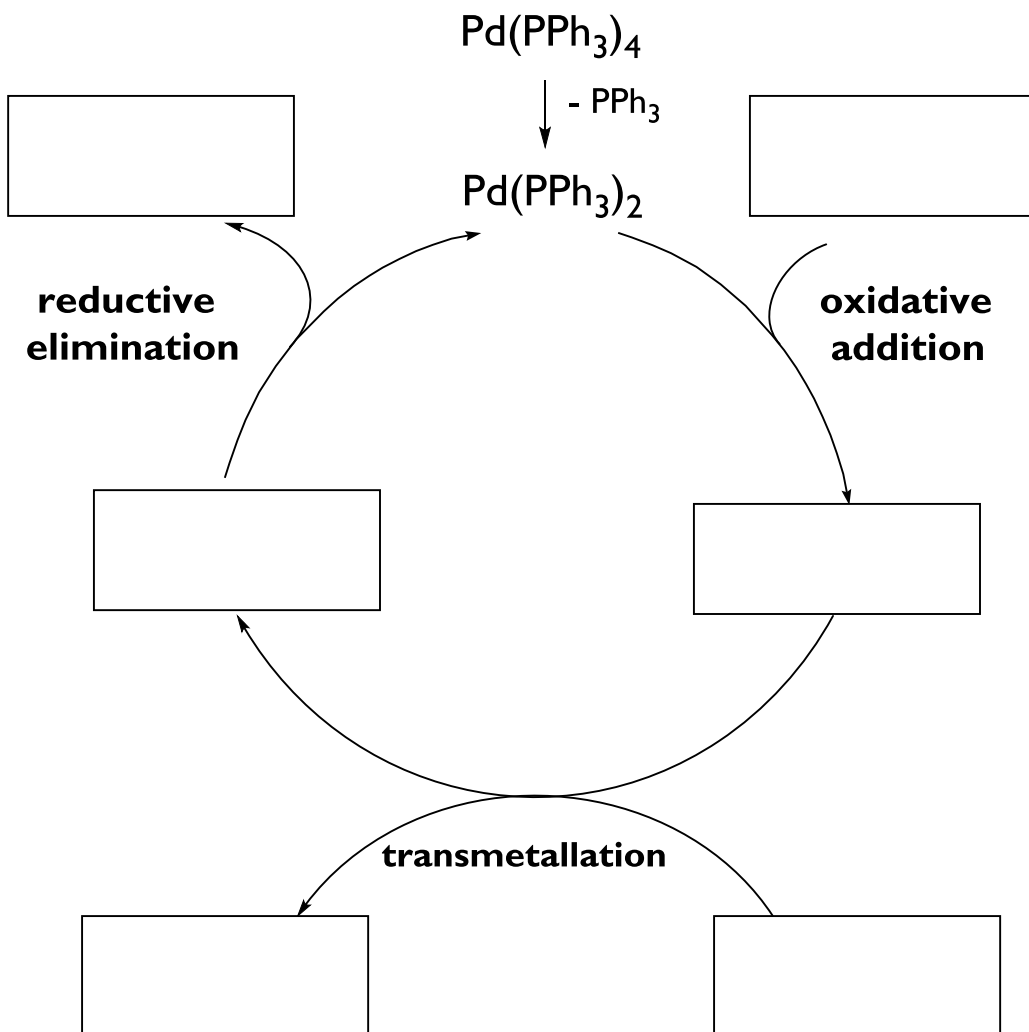 Pd(PPh₃)₄
- PPh₃
Pd(PPh₃)₂
reductive
elimination
oxidative
addition
transmetallation